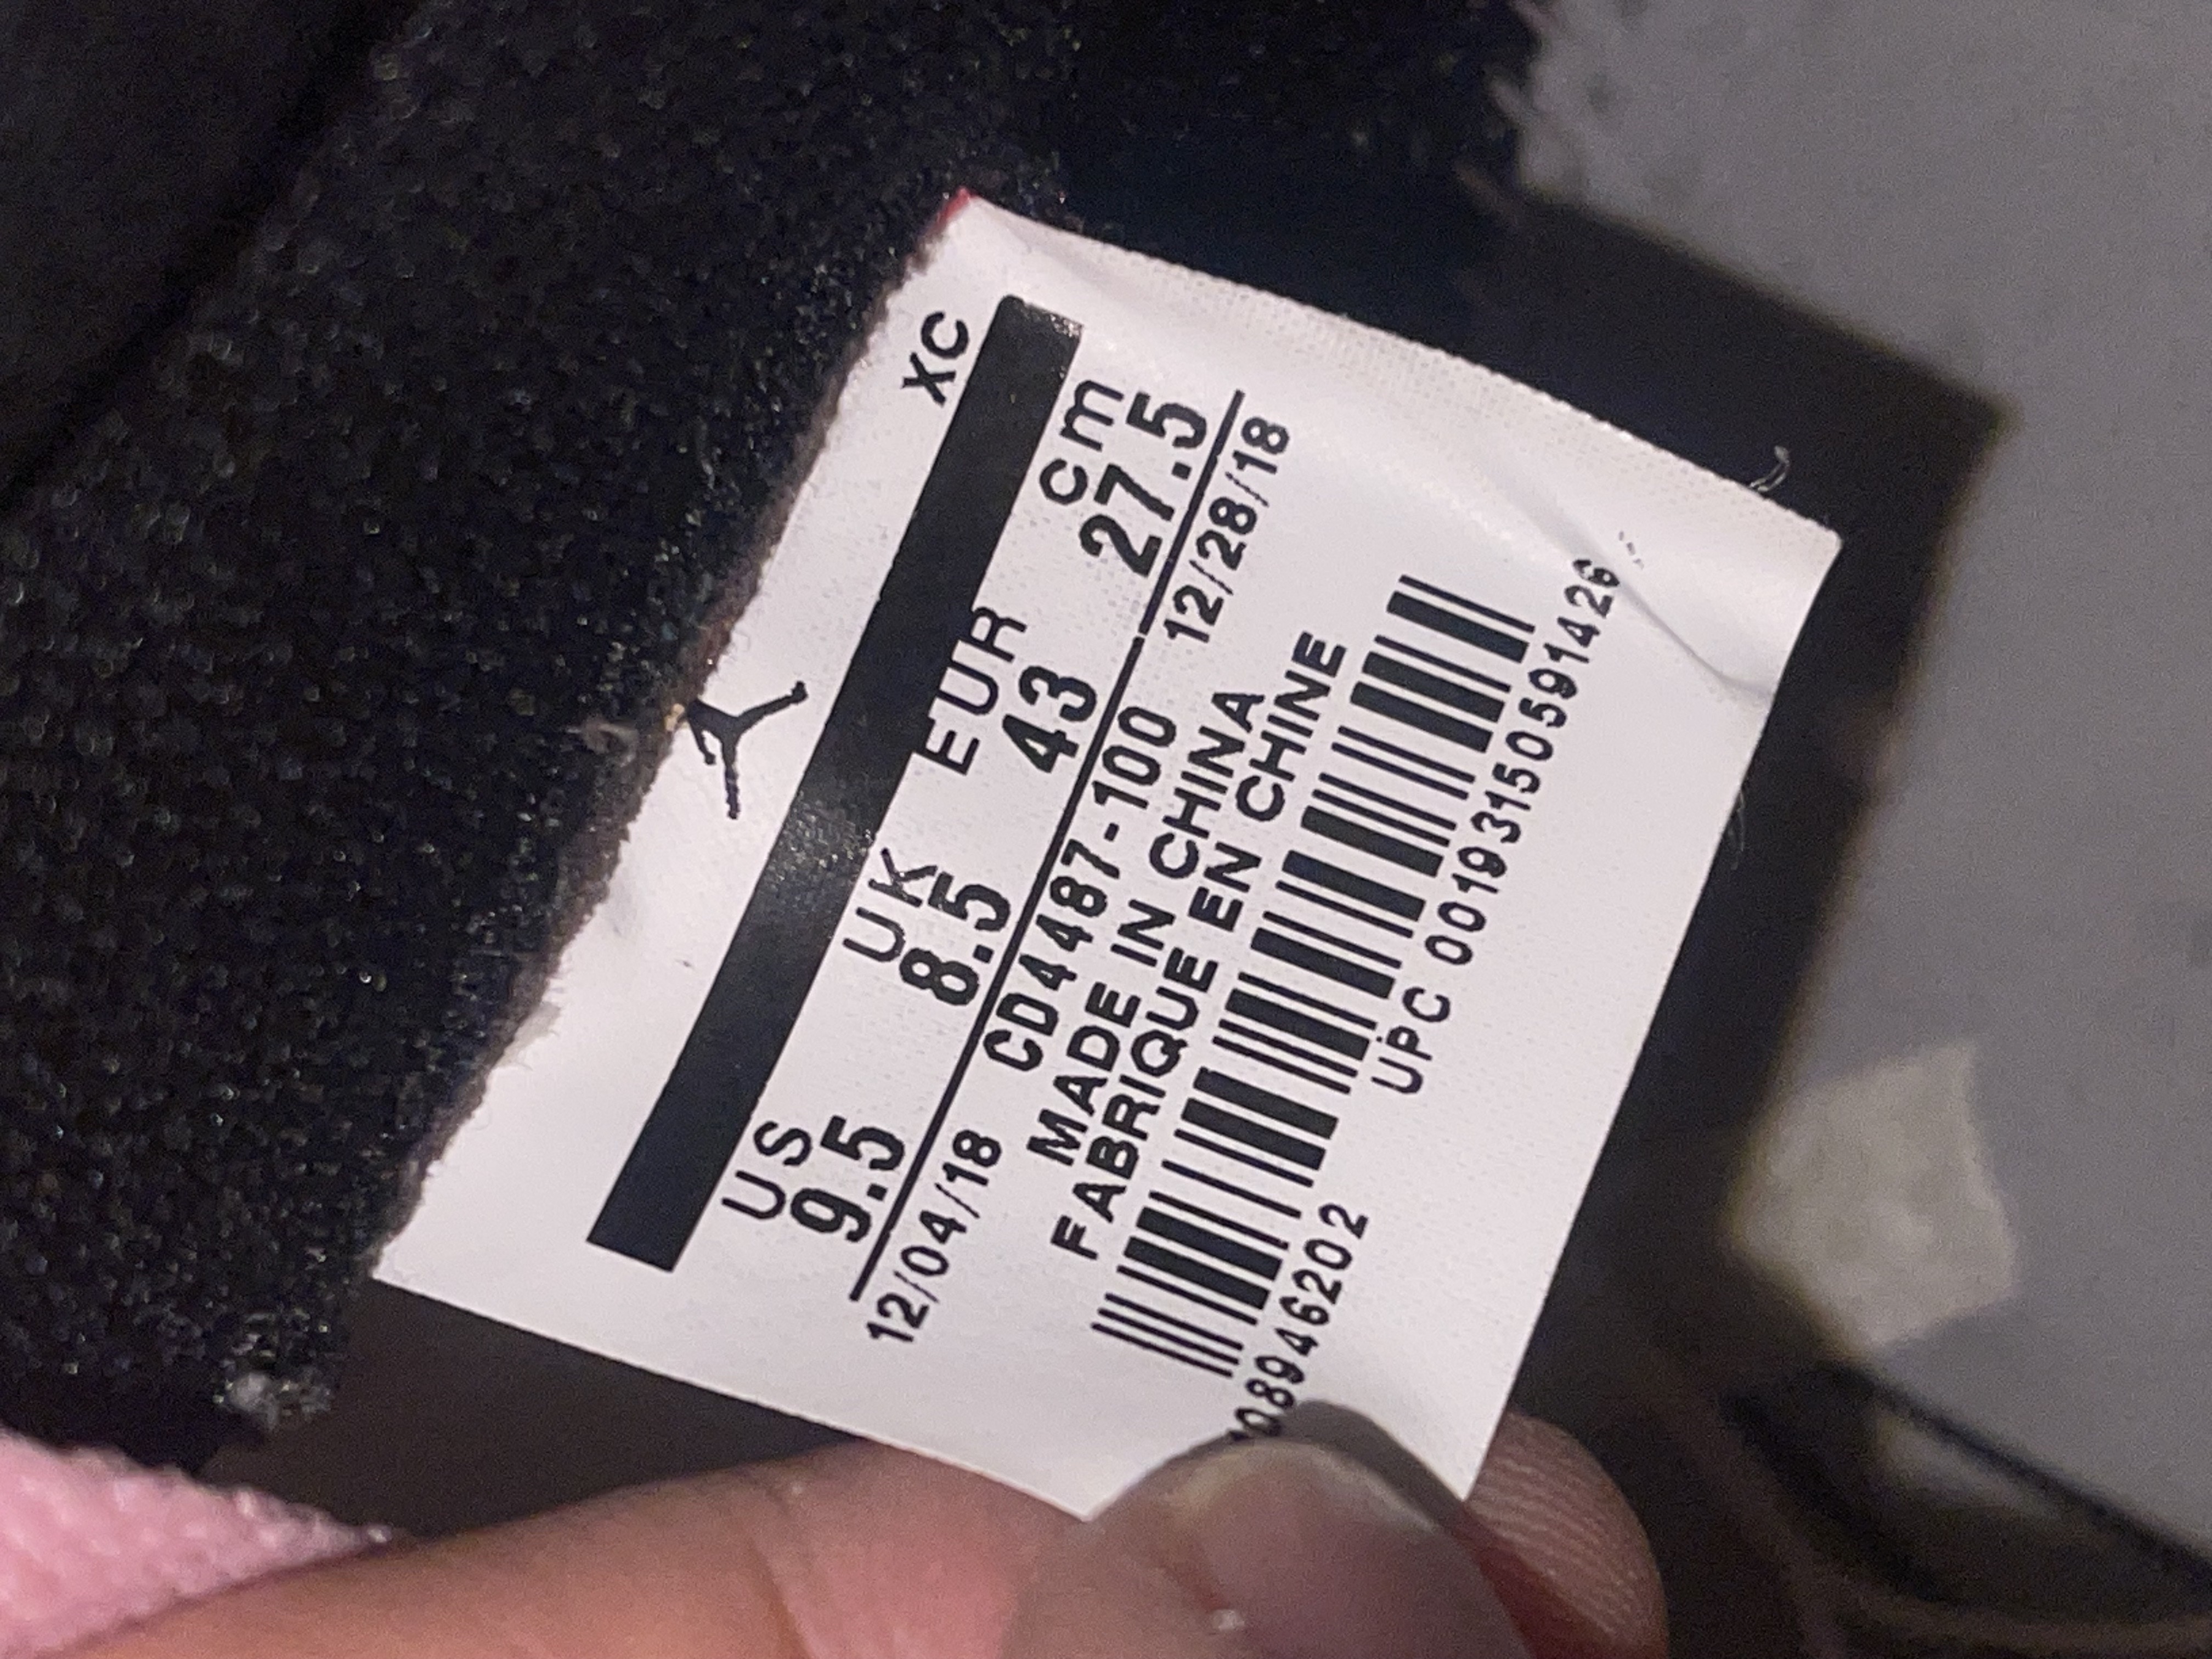 XC
US UK EUR cm
9.5 8.5 43 27.5
12/04/18 CD4487-100 12/28/18
MADE IN CHINA
FABRIQUE EN CHINE
08946202 UPC 00193150591426